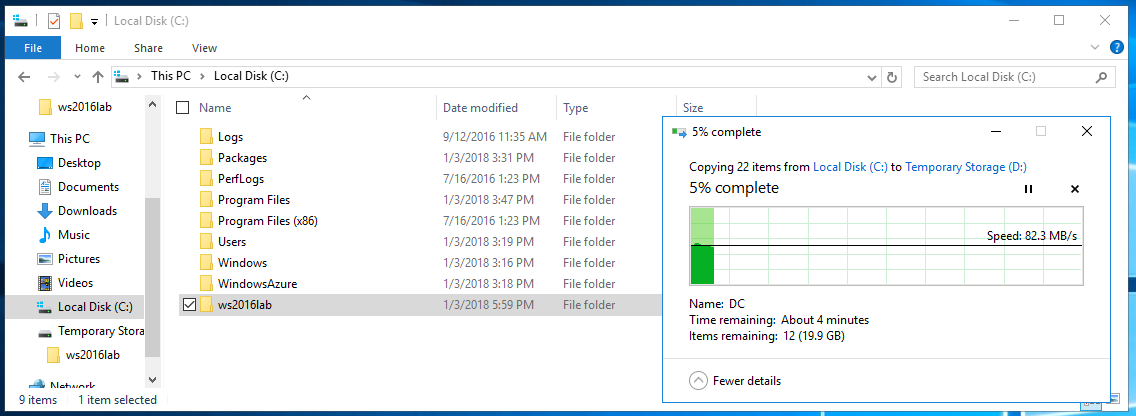 Local Disk (C:)
File Home Share View
This PC Local Disk (C:) Search Local Disk (C:)
ws2016lab
This PC
Desktop
Documents
Downloads
Music
Pictures
Videos
Local Disk (C:)
Temporary Stora
ws2016lab
Network
Name Date modified Type Size
Logs 9/12/2016 11:35 AM File folder
Packages 1/3/2018 3:31 PM File folder
PerfLogs 7/16/2016 1:23 PM File folder
Program Files 1/3/2018 3:47 PM File folder
Program Files (x86) 7/16/2016 1:23 PM File folder
Users 1/3/2018 3:19 PM File folder
Windows 1/3/2018 3:16 PM File folder
WindowsAzure 1/3/2018 3:18 PM File folder
ws2016lab 1/3/2018 5:59 PM File folder
9 items 1 item selected
5% complete
Copying 22 items from Local Disk (C:) to Temporary Storage (D:)
5% complete
Speed: 82.3 MB/s
Name: DC
Time remaining: About 4 minutes
Items remaining: 12 (19.9 GB)
Fewer details